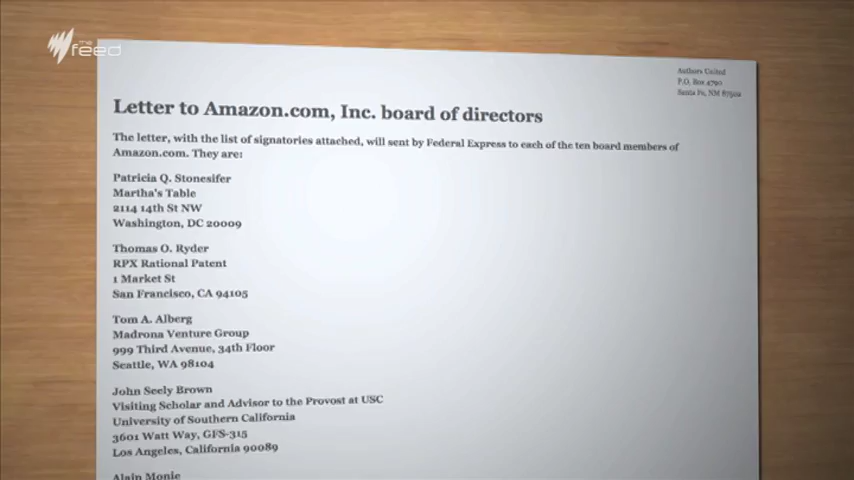 the feed
Authors United
P.O. Box 4790
Santa Fe, NM 87502
Letter to Amazon.com, Inc. board of directors
The letter, with the list of signatories attached, will sent by Federal Express to each of the ten board members of
Amazon.com. They are:
Patricia Q. Stonesifer
Martha's Table
2114 14th St NW
Washington, DC 20009
Thomas O. Ryder
RPX Rational Patent
1 Market St
San Francisco, CA 94105
Tom A. Alberg
Madrona Venture Group
999 Third Avenue, 34th Floor
Seattle, WA 98104
John Seely Brown
Visiting Scholar and Advisor to the Provost at USC
University of Southern California
3601 Watt Way, GFS-315
Los Angeles, California 90089
Alain Monie